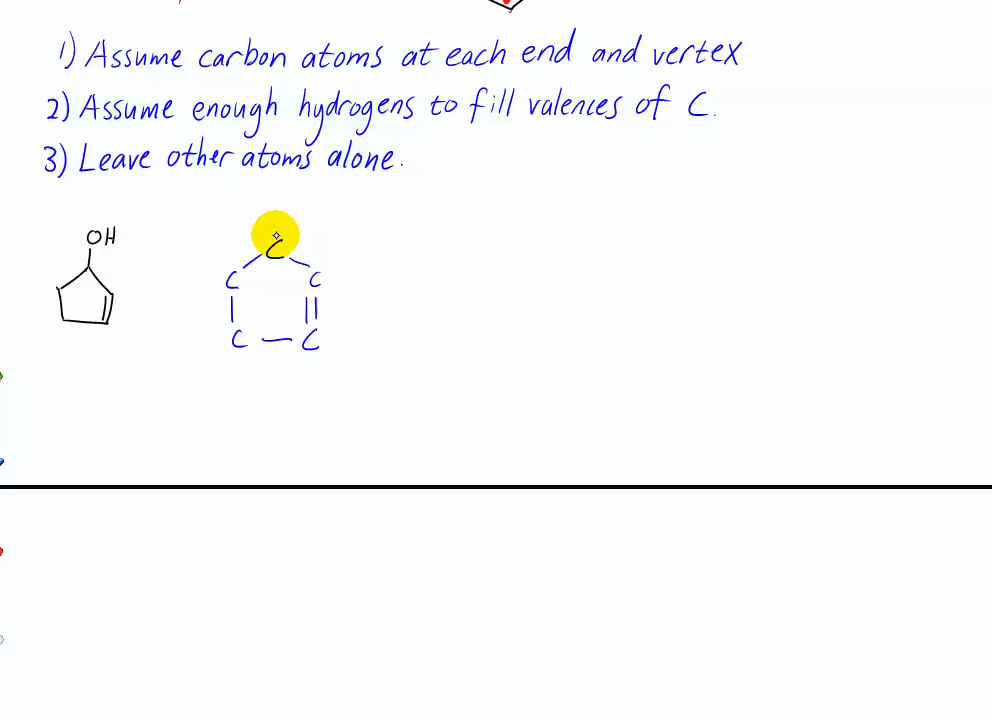 1) Assume carbon atoms at each end and vertex
2) Assume enough hydrogens to fill valences of C.
3) Leave other atoms alone.
OH
C
C C
C C